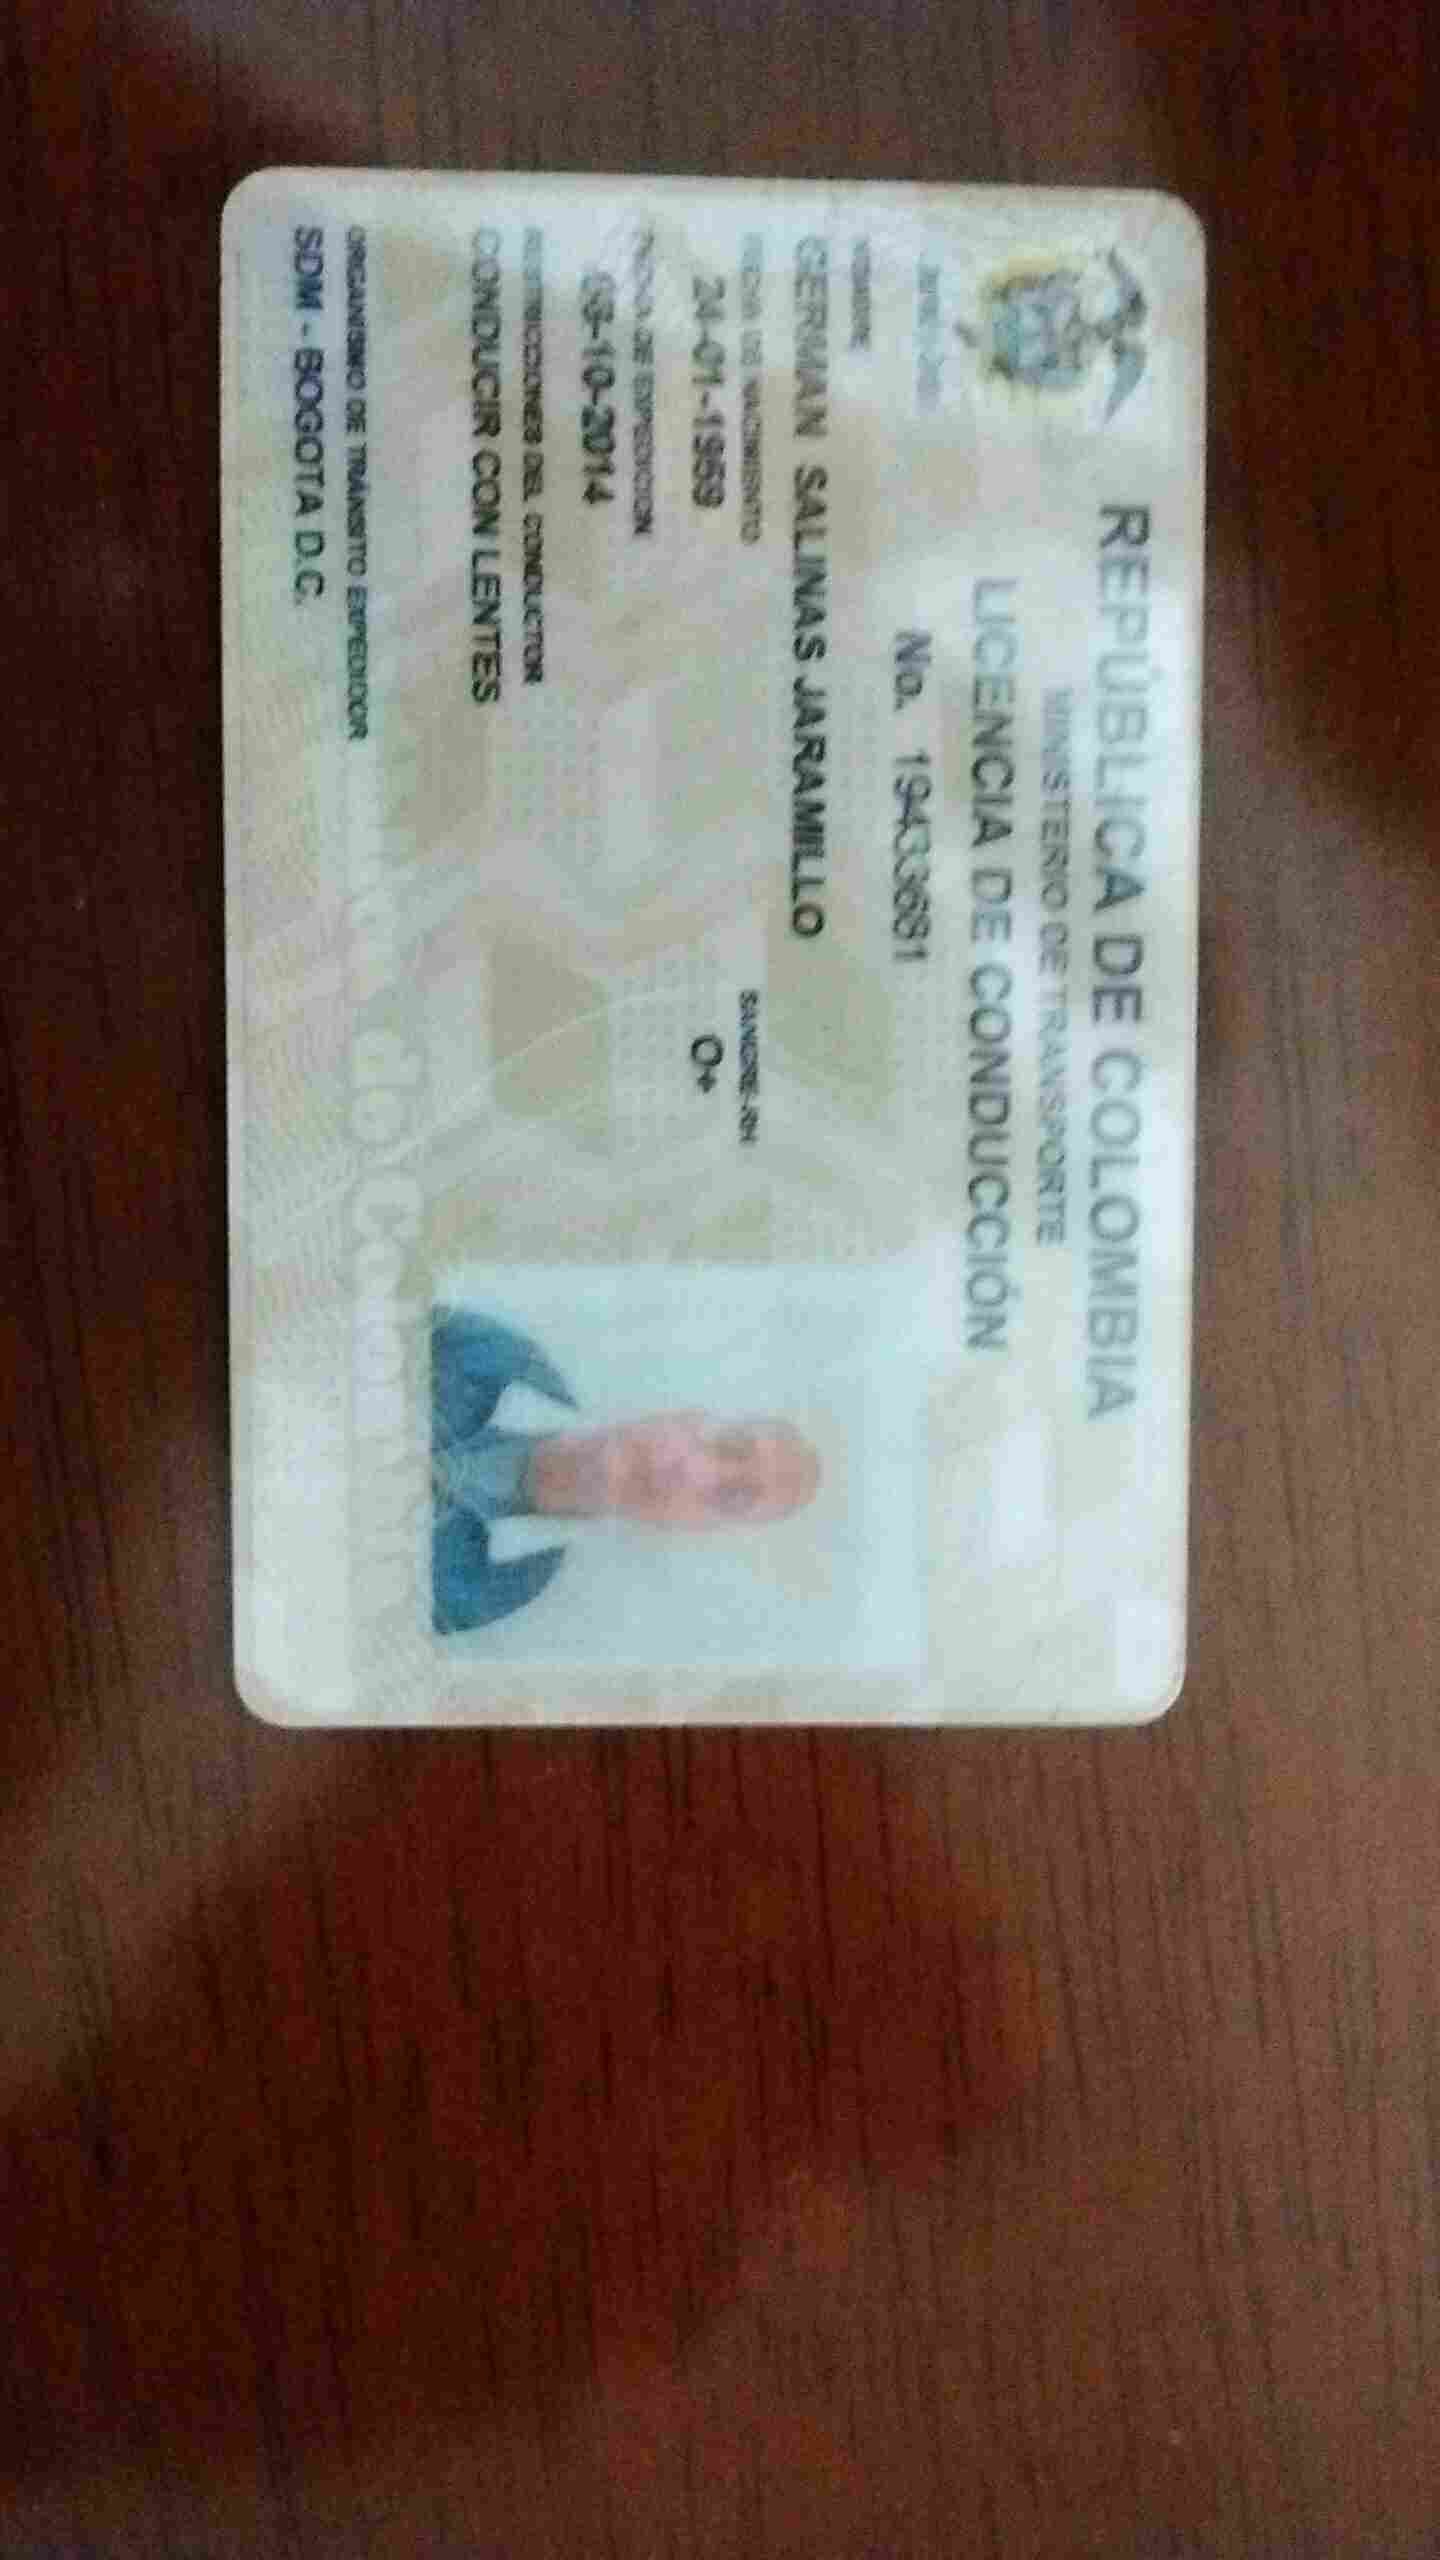 REPÚBLICA DE COLOMBIA
MINISTERIO DE TRANSPORTE
LICENCIA DE CONDUCCIÓN
No. 19433681
NOMBRE
GERMAN SALINAS JARAMILLO
FECHA DE NACIMIENTO
24-01-1959
SANGRE-RH
O+
FECHA DE EXPEDICION
-10-2014
RESTRICCIONES DEL CONDUCTOR
CONDUCIR CON LENTES
ORGANISMO DE TRÁNSITO EXPEDIDOR
SDM - BOGOTA D.C.